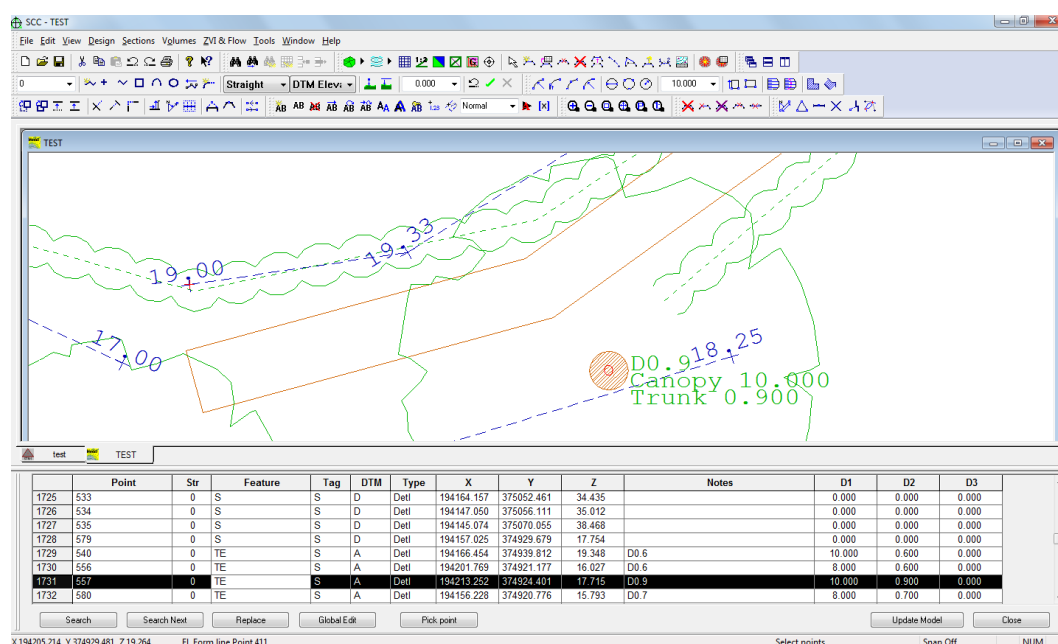 SCC - TEST
File Edit View Design Sections Volumes ZVI & Flow Tools Window Help
0 Straight DTM Elev: 0.000 10.000
Normal
TEST
19.33
19.00
17.00
18.25
D0.9
Canopy 10.000
Trunk 0.900
test TEST
Point Str Feature Tag DTM Type X Y Z Notes D1 D2 D3
1725 533 0 S S D Detl 194164.157 375052.461 34.435 0.000 0.000 0.000
1726 534 0 S S D Detl 194147.050 375056.111 35.012 0.000 0.000 0.000
1727 535 0 S S D Detl 194145.074 375070.055 38.468 0.000 0.000 0.000
1728 579 0 S S D Detl 194157.025 374929.679 17.754 0.000 0.000 0.000
1729 540 0 TE S A Detl 194166.454 374939.812 19.348 D0.6 10.000 0.600 0.000
1730 556 0 TE S A Detl 194201.769 374921.177 16.027 D0.6 8.000 0.600 0.000
1731 557 0 TE S A Detl 194213.252 374924.401 17.715 D0.9 10.000 0.900 0.000
1732 580 0 TE S A Detl 194156.228 374920.776 15.793 D0.7 8.000 0.700 0.000
Search Search Next Replace Global Edit Pick point Update Model Close
X 194205.214 Y 374929.481 Z 19.264 FL Form line Point 411 Select points Snap Off NUM